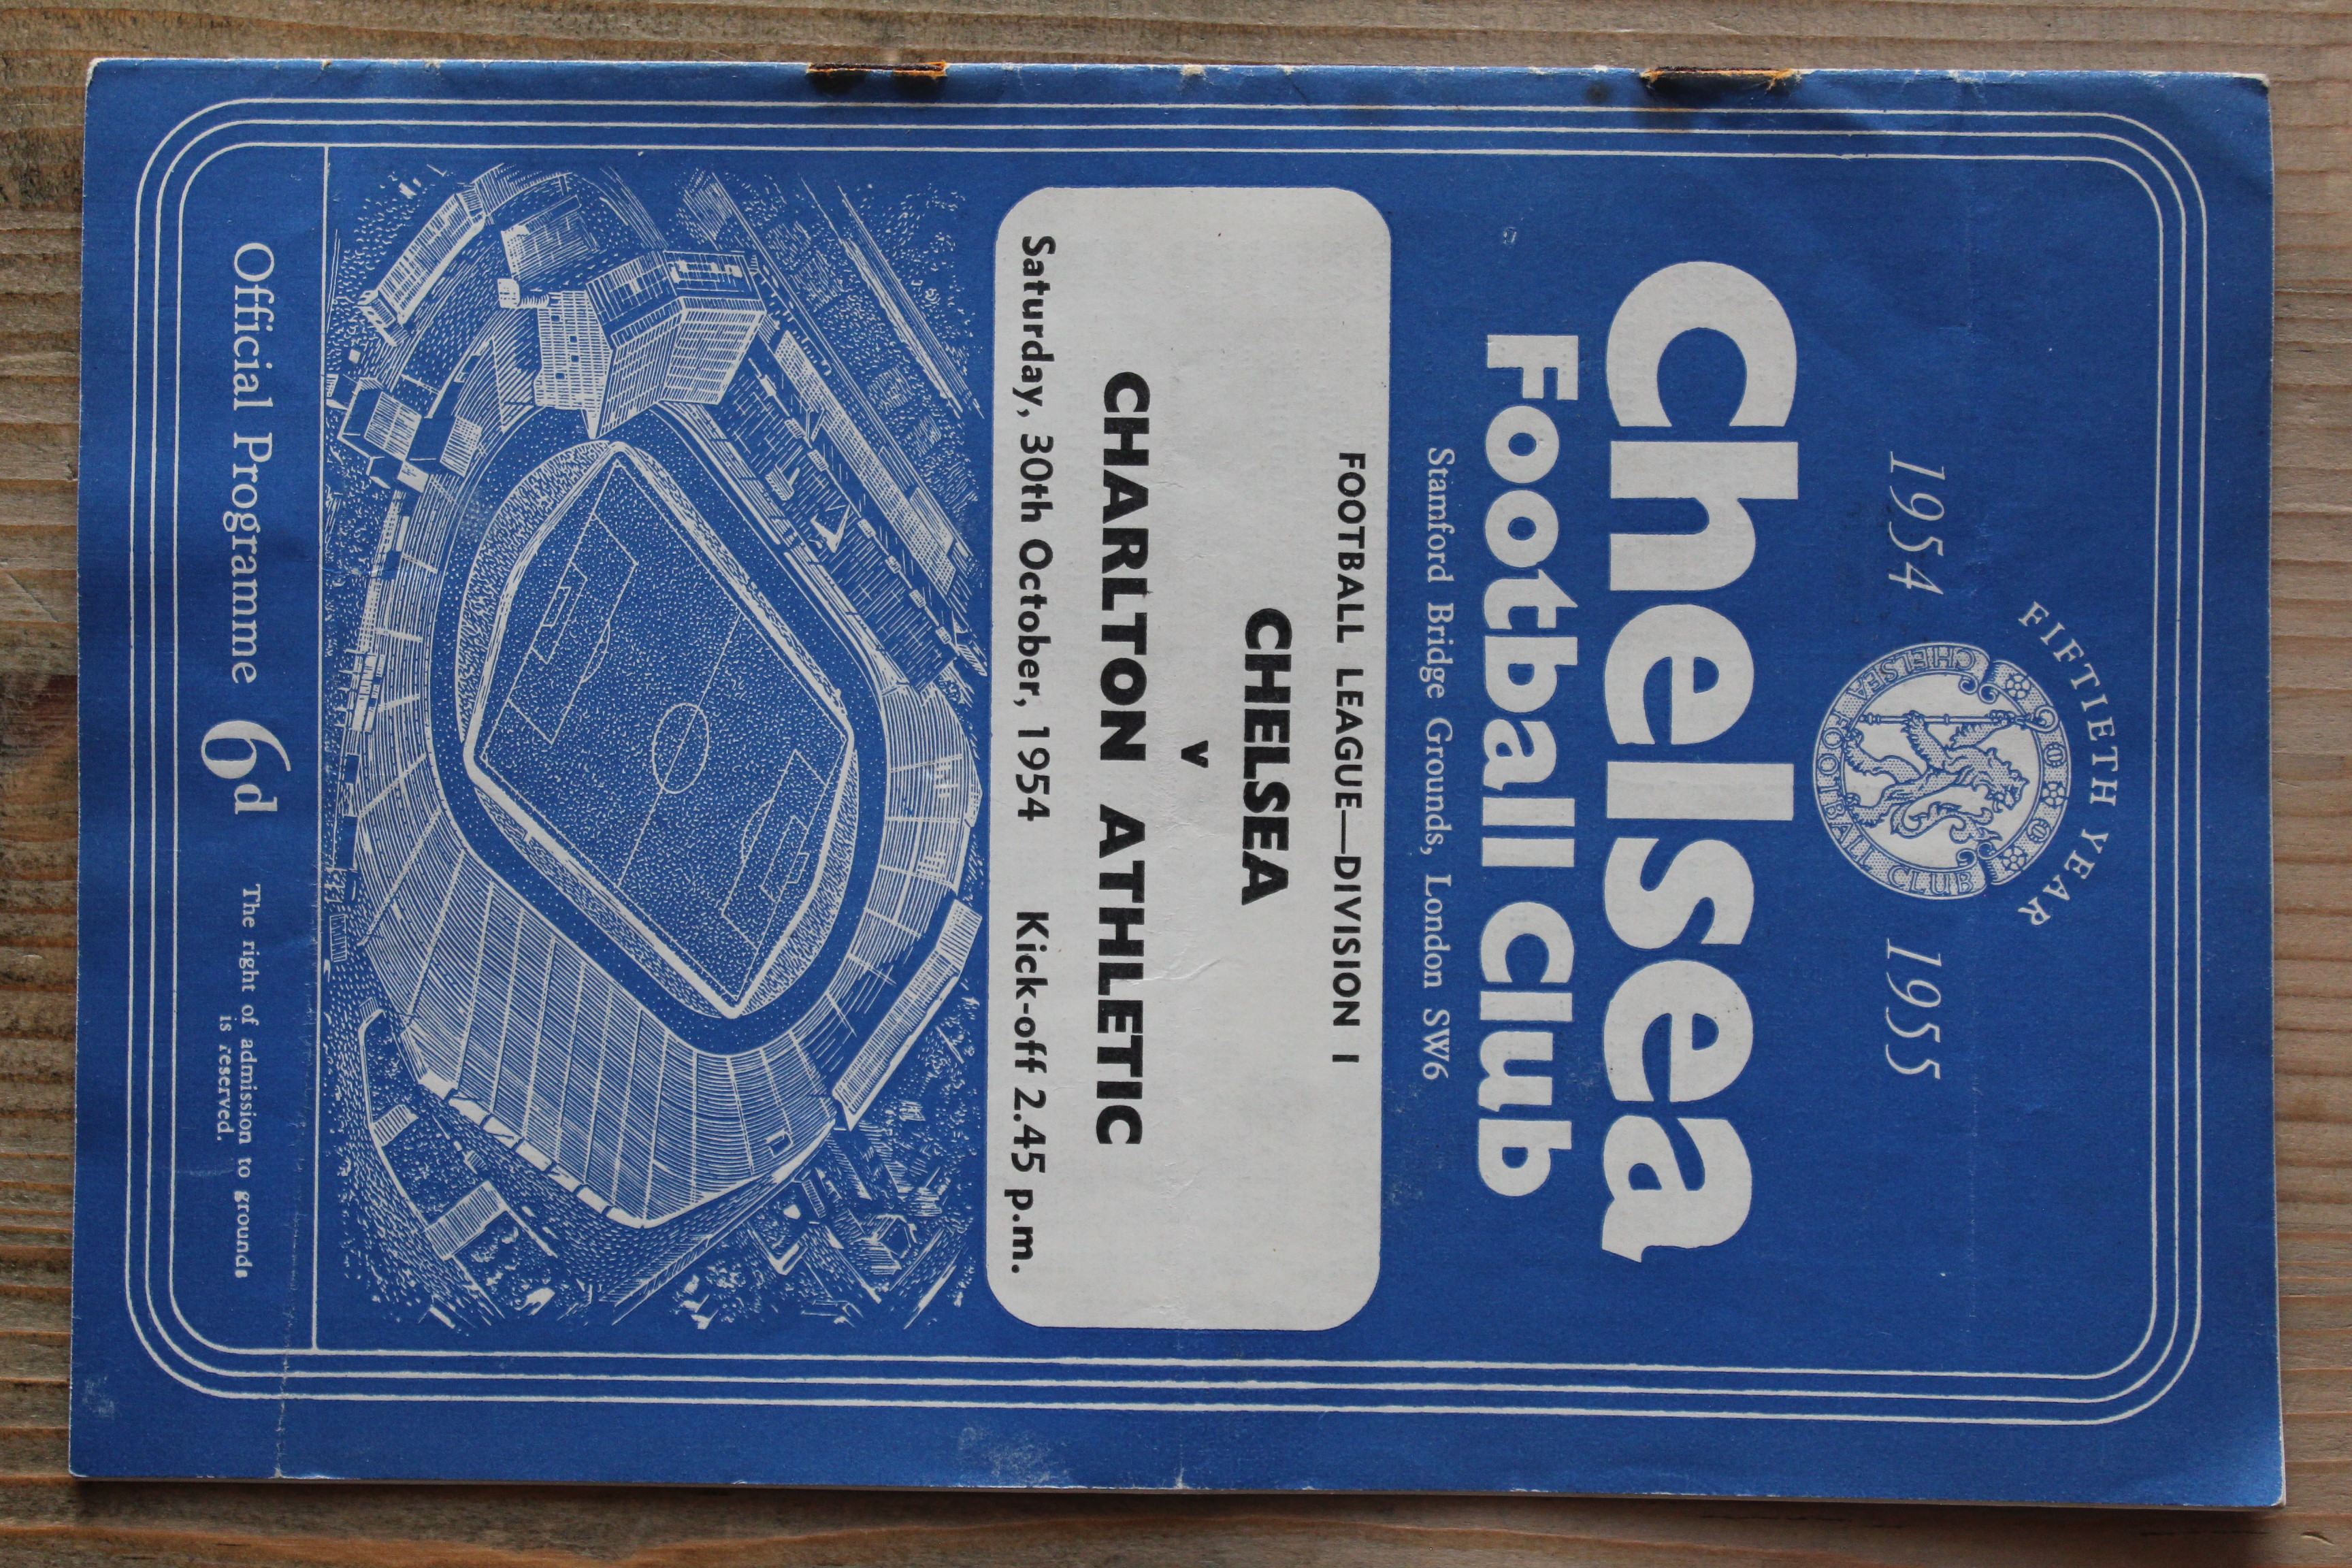 FIFTIETH YEAR
1954 1955
CHELSEA FOOTBALL CLUB
Chelsea
Football Club
Stamford Bridge Grounds, London SW6
FOOTBALL LEAGUE—DIVISION I
CHELSEA
v
CHARLTON ATHLETIC
Saturday, 30th October, 1954 Kick-off 2.45 p.m.
Official Programme 6d The right of admission to grounds
is reserved.